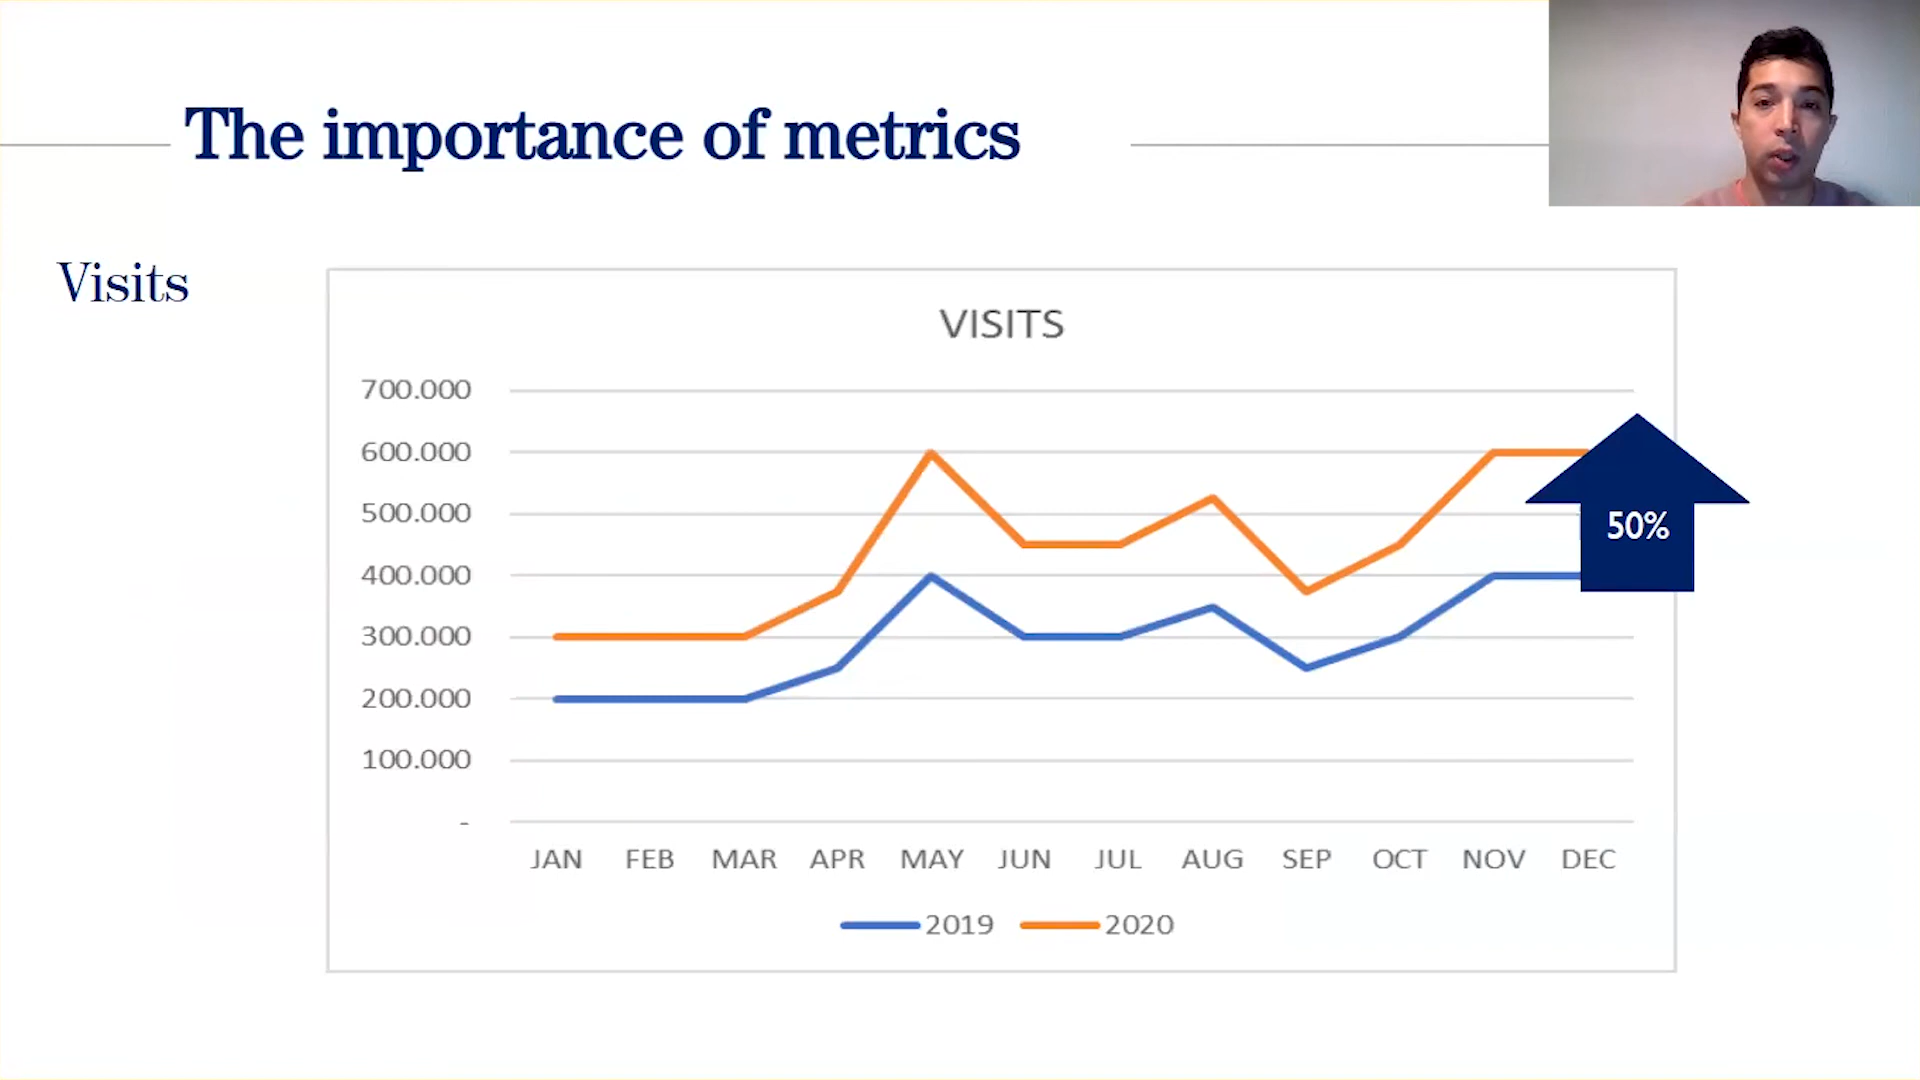 The importance of metrics
Visits
VISITS
700.000
600.000
500.000
400.000
300.000
200.000
100.000
-
50%
JAN FEB MAR APR MAY JUN JUL AUG SEP OCT NOV DEC
2019 2020